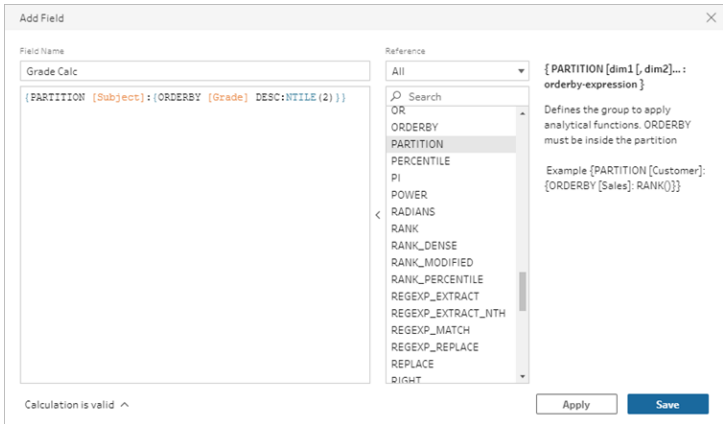 Add Field
Field Name
Grade Calc
{PARTITION [Subject]:{ORDERBY [Grade] DESC:NTILE(2)}}
Calculation is valid
Reference
All
Search
OR
ORDERBY
PARTITION
PERCENTILE
PI
POWER
RADIANS
RANK
RANK_DENSE
RANK_MODIFIED
RANK_PERCENTILE
REGEXP_EXTRACT
REGEXP_EXTRACT_NTH
REGEXP_MATCH
REGEXP_REPLACE
REPLACE
RIGHT
{ PARTITION [dim1 [, dim2]... :
orderby-expression }
Defines the group to apply
analytical functions. ORDERBY
must be inside the partition
Example {PARTITION [Customer]:
{ORDERBY [Sales]: RANK()}}
Apply
Save